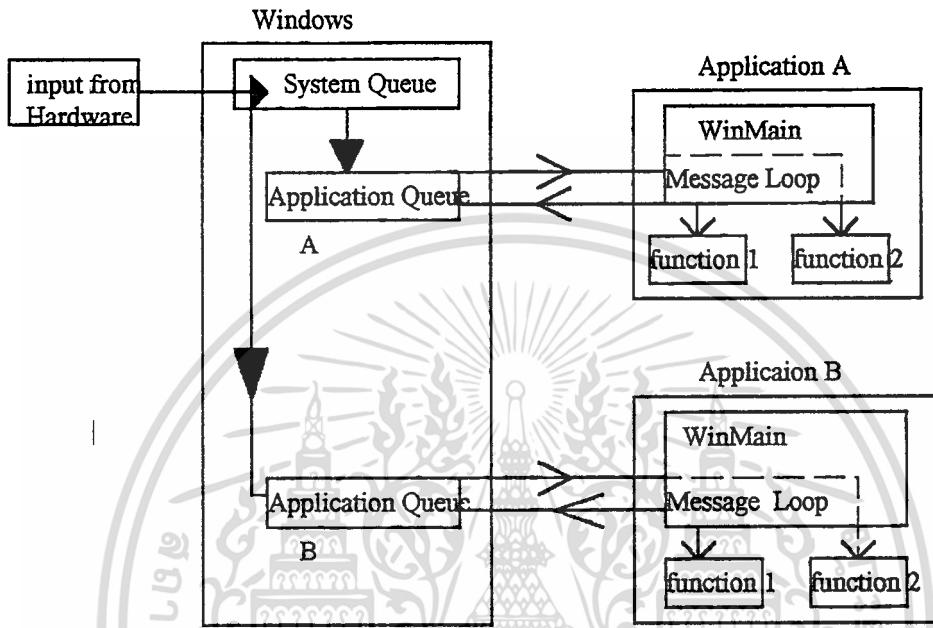 Windows
input from
Hardware
System Queue
Application Queue
A
Application Queue
B
Application A
WinMain
Message Loop
function 1
function 2
Applicaion B
WinMain
Message Loop
function 1
function 2